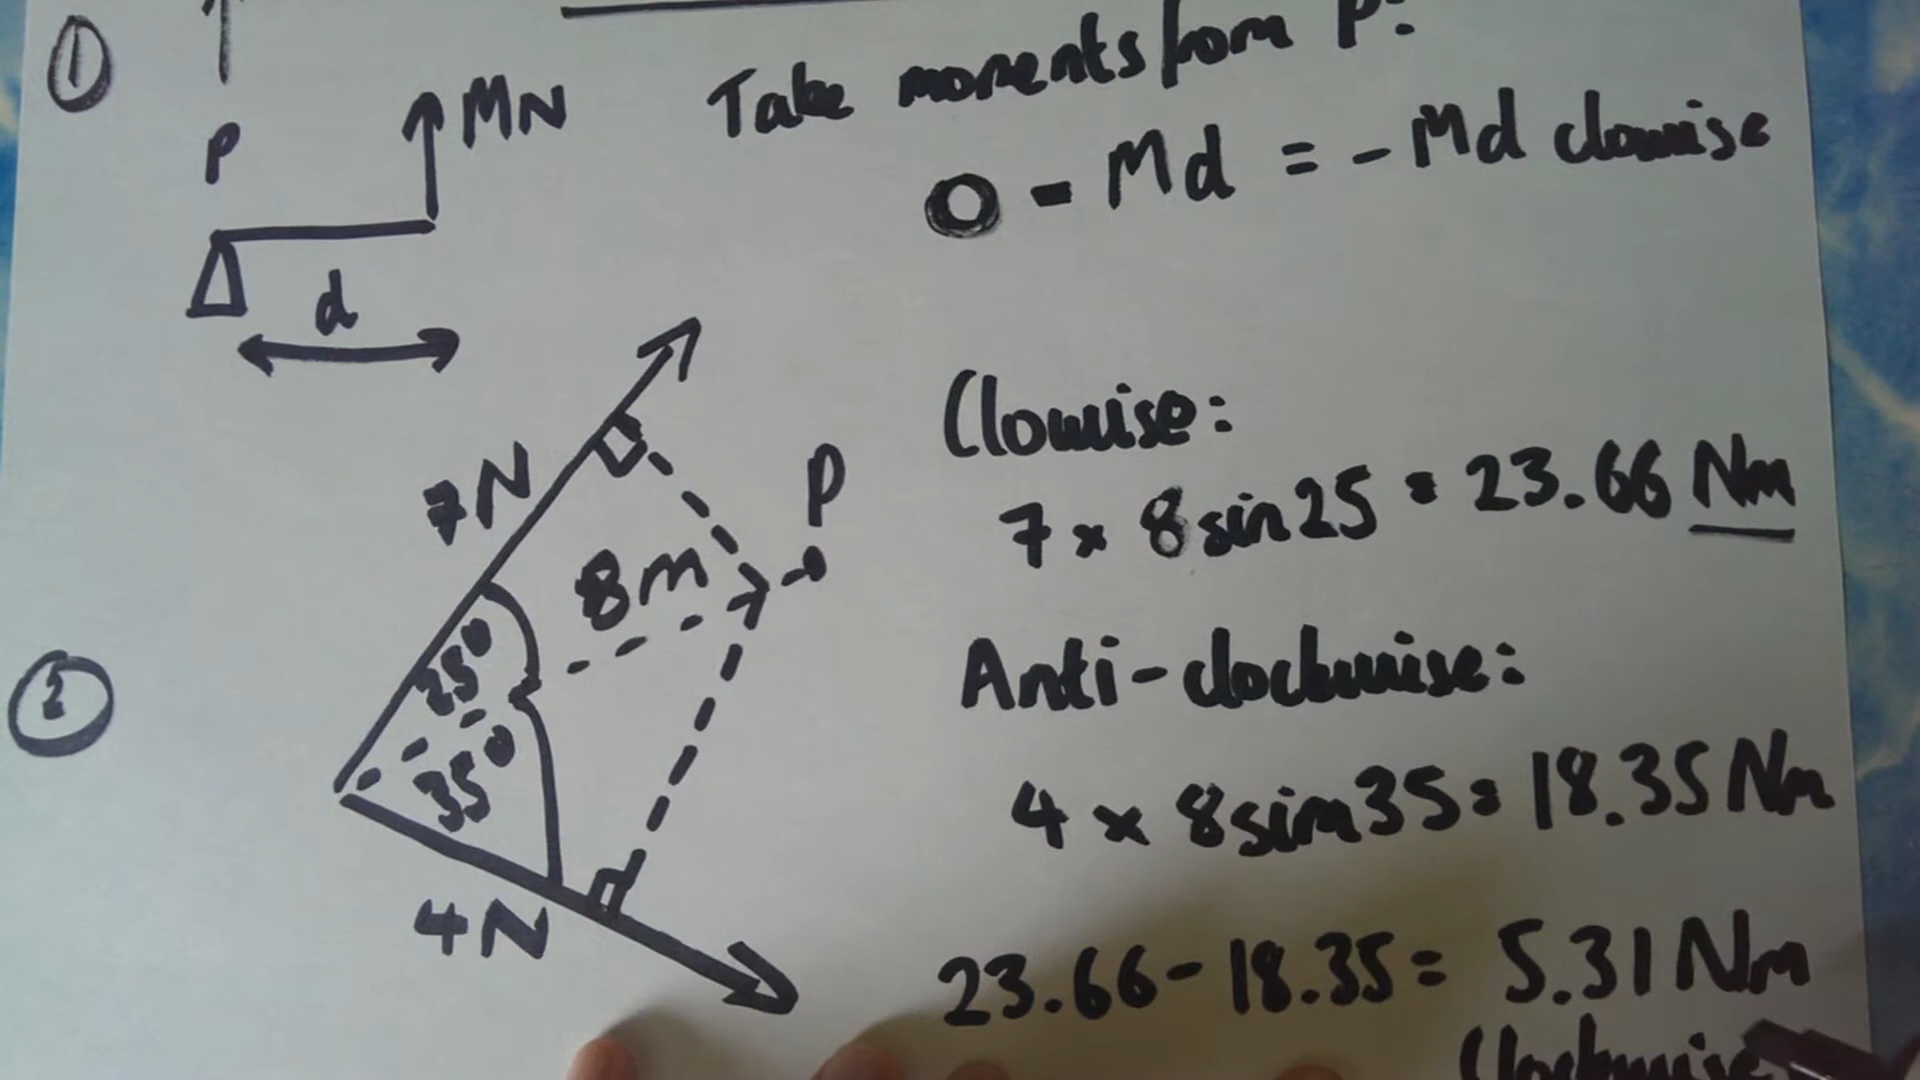 ①
Take moments from P:
MN
P
0 - Md = - Md clowise
d
Clowise:
7N
P
7 × 8sin25 = 23.66 Nm
8m
25°
Anti-clockwise:
②
35°
4 × 8sin35 = 18.35 Nm
4N
23.66 - 18.35 = 5.31 Nm
Clockwise